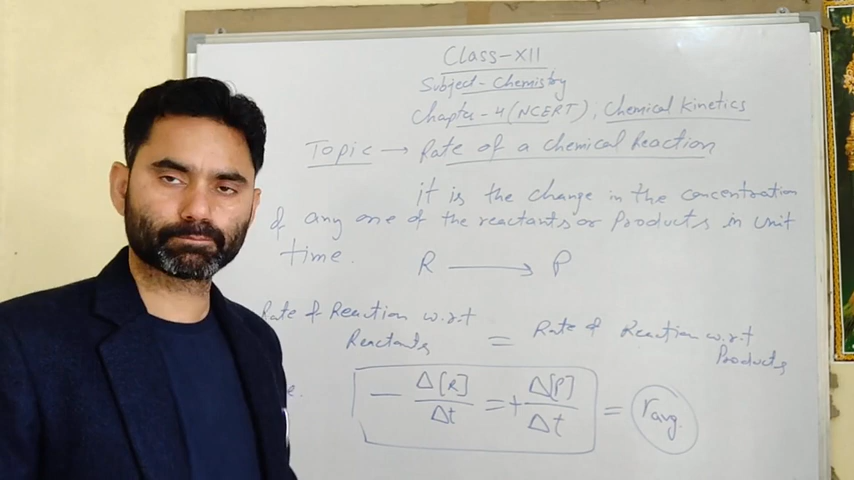 Class-XII
Subject-Chemistry
Chapter-4(NCERT), Chemical Kinetics
Topic → Rate of a chemical Reaction
it is the change in the concentration
of any one of the reactants or Products in unit
time.
R ⟶ P
Rate of Reaction w.r.t Reactants = Rate of Reaction w.r.t Products
e.
- Δ[R]/Δt = + Δ[P]/Δt = r avg.